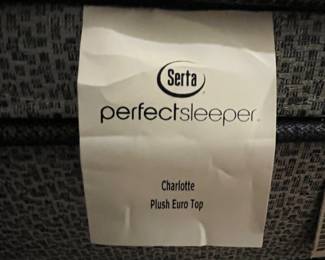 Serta
perfectsleeper.
Charlotte
Plush Euro Top